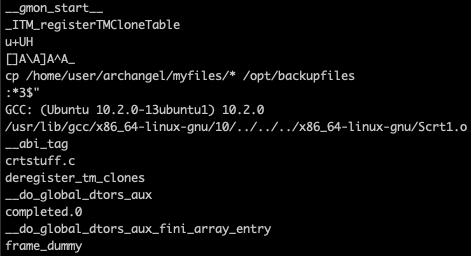 __gmon_start__
_ITM_registerTMCloneTable
u+UH
[]A\A]A^A_
cp /home/user/archangel/myfiles/* /opt/backupfiles
:*3$"
GCC: (Ubuntu 10.2.0-13ubuntu1) 10.2.0
/usr/lib/gcc/x86_64-linux-gnu/10/../../../x86_64-linux-gnu/Scrt1.o
__abi_tag
crtstuff.c
deregister_tm_clones
__do_global_dtors_aux
completed.0
__do_global_dtors_aux_fini_array_entry
frame_dummy